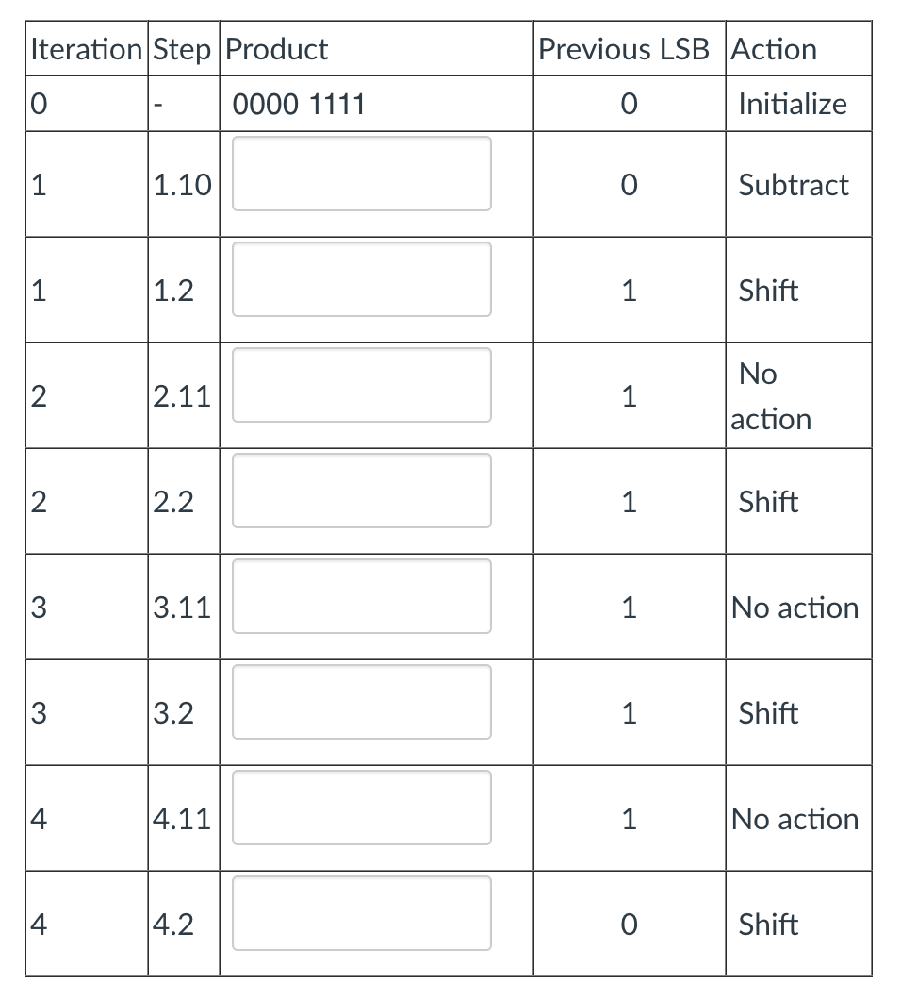 Iteration Step Product Previous LSB Action
0 - 0000 1111 0 Initialize
1 1.10 0 Subtract
1 1.2 1 Shift
2 2.11 1 No
action
2 2.2 1 Shift
3 3.11 1 No action
3 3.2 1 Shift
4 4.11 1 No action
4 4.2 0 Shift